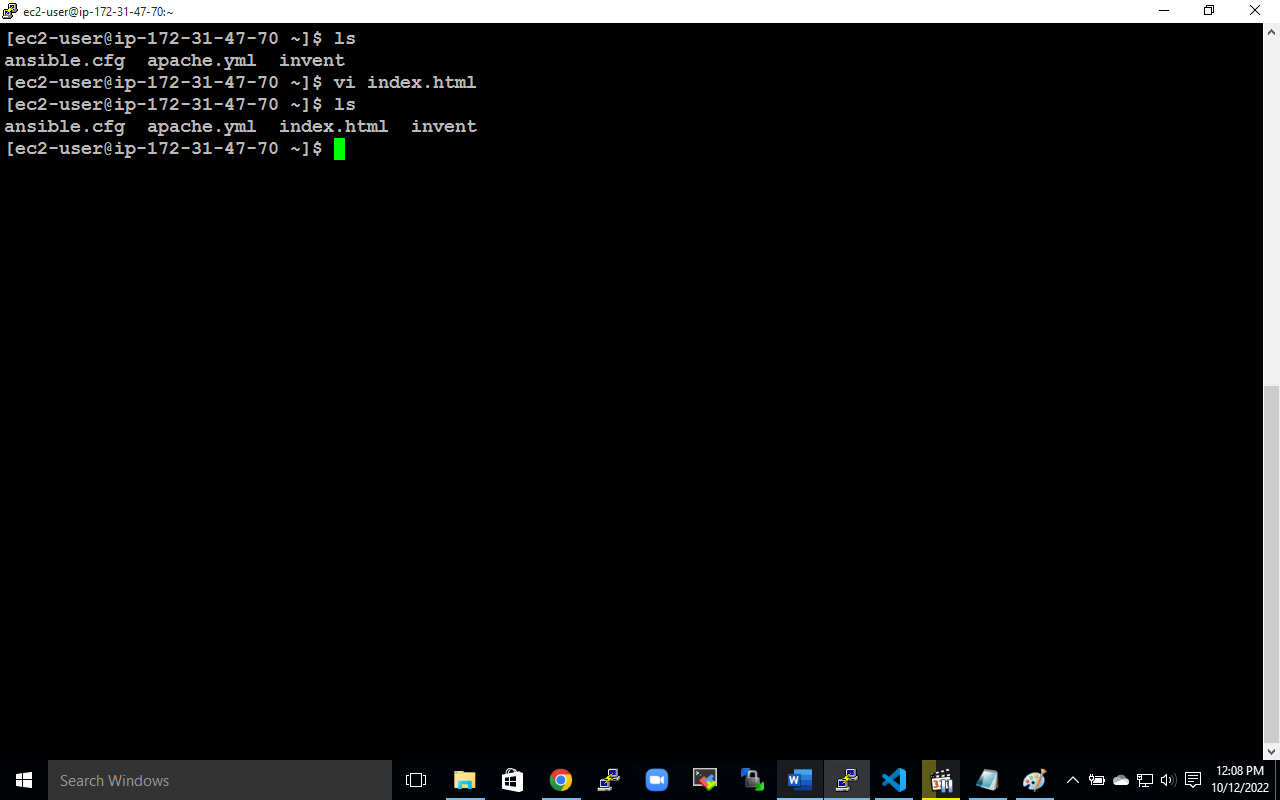 ec2-user@ip-172-31-47-70:~
[ec2-user@ip-172-31-47-70 ~]$ ls
ansible.cfg  apache.yml  invent
[ec2-user@ip-172-31-47-70 ~]$ vi index.html
[ec2-user@ip-172-31-47-70 ~]$ ls
ansible.cfg  apache.yml  index.html  invent
[ec2-user@ip-172-31-47-70 ~]$
Search Windows
12:08 PM
10/12/2022